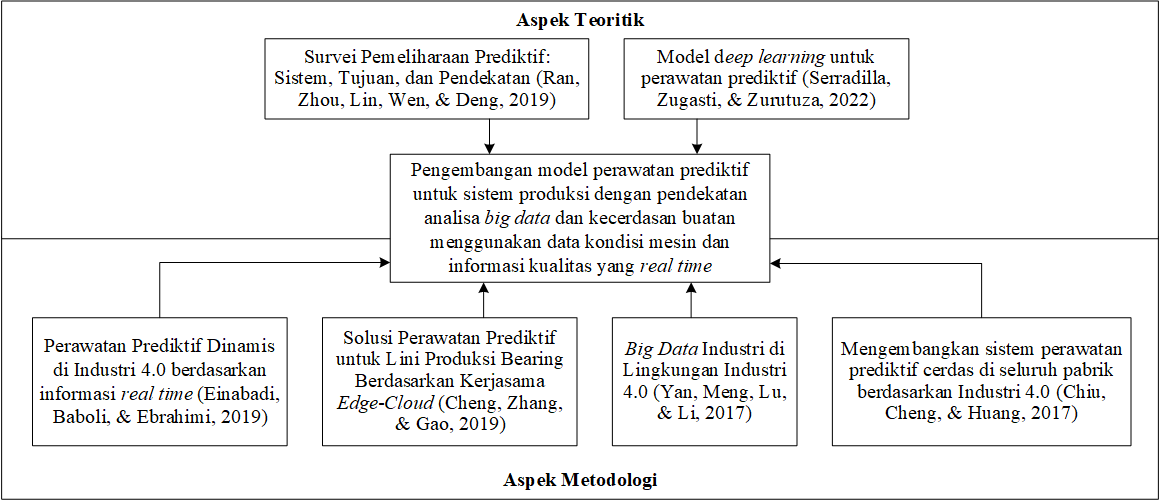 Aspek Teoritik
Survei Pemeliharaan Prediktif:
Sistem, Tujuan, dan Pendekatan (Ran,
Zhou, Lin, Wen, & Deng, 2019)
Model deep learning untuk
perawatan prediktif (Serradilla,
Zugasti, & Zurutuza, 2022)
Pengembangan model perawatan prediktif
untuk sistem produksi dengan pendekatan
analisa big data dan kecerdasan buatan
menggunakan data kondisi mesin dan
informasi kualitas yang real time
Perawatan Prediktif Dinamis
di Industri 4.0 berdasarkan
informasi real time (Einabadi,
Baboli, & Ebrahimi, 2019)
Solusi Perawatan Prediktif
untuk Lini Produksi Bearing
Berdasarkan Kerjasama
Edge-Cloud (Cheng, Zhang,
& Gao, 2019)
Big Data Industri di
Lingkungan Industri
4.0 (Yan, Meng, Lu,
& Li, 2017)
Mengembangkan sistem perawatan
prediktif cerdas di seluruh pabrik
berdasarkan Industri 4.0 (Chiu,
Cheng, & Huang, 2017)
Aspek Metodologi